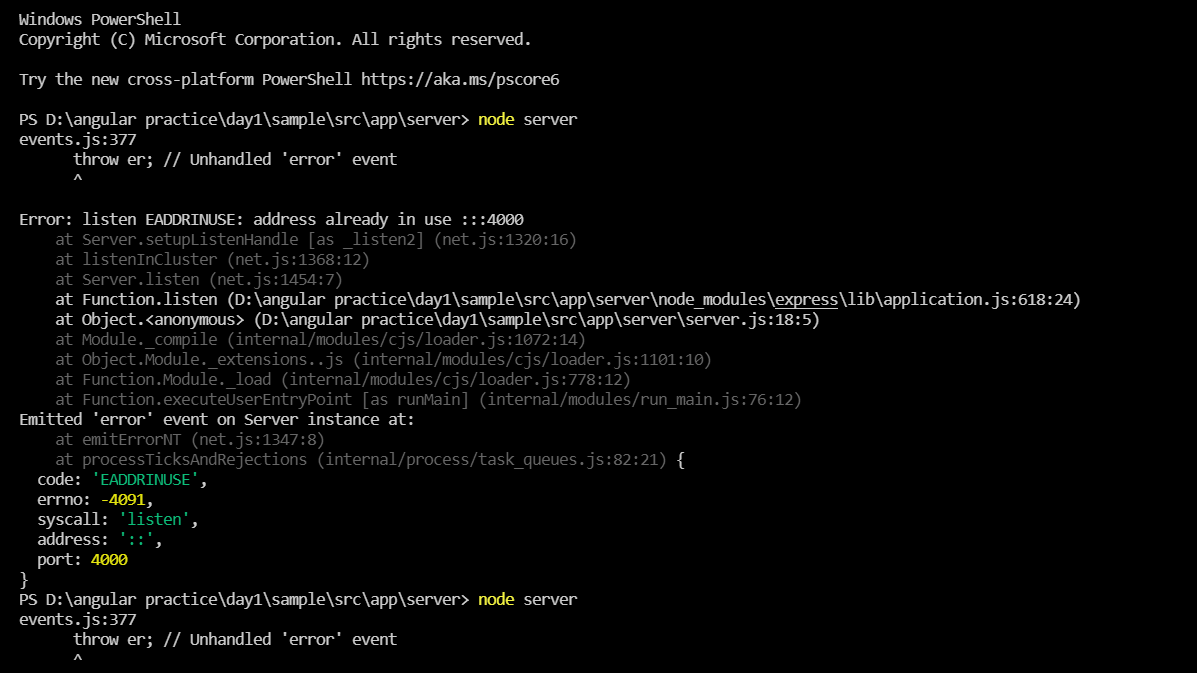 Windows PowerShell
Copyright (C) Microsoft Corporation. All rights reserved.
Try the new cross-platform PowerShell https://aka.ms/pscore6
PS D:\angular practice\day1\sample\src\app\server> node server
events.js:377
      throw er; // Unhandled 'error' event
      ^
Error: listen EADDRINUSE: address already in use :::4000
    at Server.setupListenHandle [as _listen2] (net.js:1320:16)
    at listenInCluster (net.js:1368:12)
    at Server.listen (net.js:1454:7)
    at Function.listen (D:\angular practice\day1\sample\src\app\server\node_modules\express\lib\application.js:618:24)
    at Object.<anonymous> (D:\angular practice\day1\sample\src\app\server\server.js:18:5)
    at Module._compile (internal/modules/cjs/loader.js:1072:14)
    at Object.Module._extensions..js (internal/modules/cjs/loader.js:1101:10)
    at Function.Module._load (internal/modules/cjs/loader.js:778:12)
    at Function.executeUserEntryPoint [as runMain] (internal/modules/run_main.js:76:12)
Emitted 'error' event on Server instance at:
    at emitErrorNT (net.js:1347:8)
    at processTicksAndRejections (internal/process/task_queues.js:82:21) {
  code: 'EADDRINUSE',
  errno: -4091,
  syscall: 'listen',
  address: '::',
  port: 4000
}
PS D:\angular practice\day1\sample\src\app\server> node server
events.js:377
      throw er; // Unhandled 'error' event
      ^